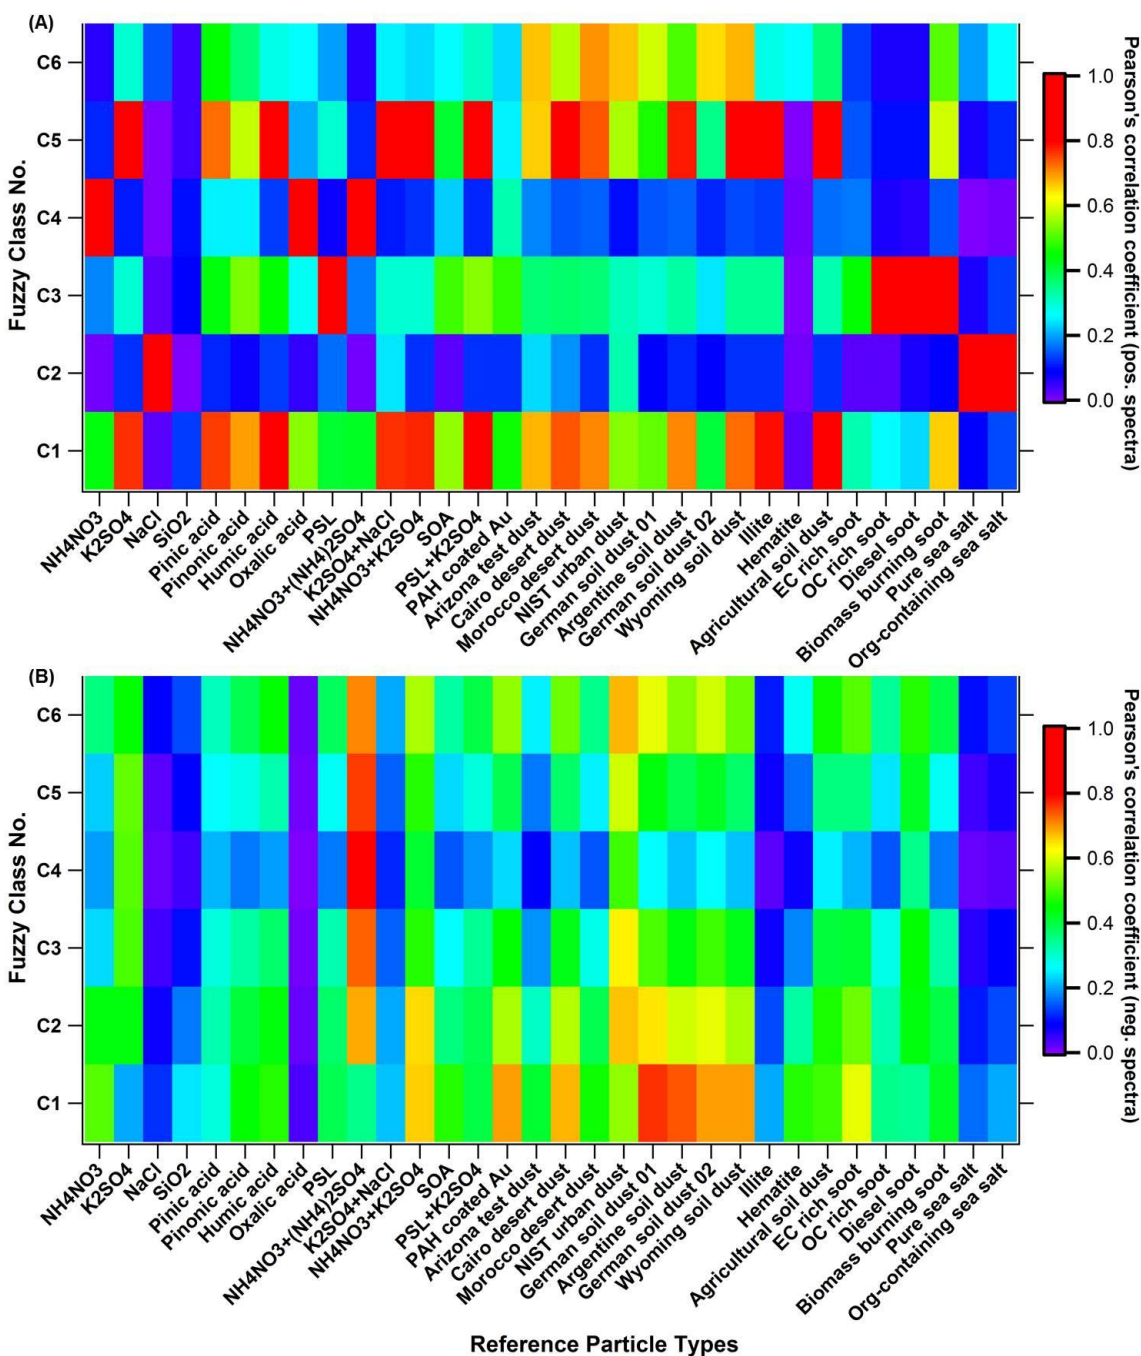 (A)
C6
C5
C4
C3
C2
C1
Fuzzy Class No.
1.0
0.8
0.6
0.4
0.2
0.0
Pearson's correlation coefficient (pos. spectra)
NH4NO3
K2SO4
NaCl
SiO2
Pinic acid
Pinonic acid
Humic acid
Oxalic acid
PSL
NH4NO3+(NH4)2SO4
K2SO4+NaCl
NH4NO3+K2SO4
SOA
PSL+K2SO4
PAH coated Au
Arizona test dust
Cairo desert dust
Morocco desert dust
NIST urban dust
German soil dust 01
Argentine soil dust
German soil dust 02
Wyoming soil dust
Illite
Hematite
Agricultural soil dust
EC rich soot
OC rich soot
Diesel soot
Biomass burning soot
Pure sea salt
Org-containing sea salt
(B)
C6
C5
C4
C3
C2
C1
Fuzzy Class No.
1.0
0.8
0.6
0.4
0.2
0.0
Pearson's correlation coefficient (neg. spectra)
NH4NO3
K2SO4
NaCl
SiO2
Pinic acid
Pinonic acid
Humic acid
Oxalic acid
PSL
NH4NO3+(NH4)2SO4
K2SO4+NaCl
NH4NO3+K2SO4
SOA
PSL+K2SO4
PAH coated Au
Arizona test dust
Cairo desert dust
Morocco desert dust
NIST urban dust
German soil dust 01
Argentine soil dust
German soil dust 02
Wyoming soil dust
Illite
Hematite
Agricultural soil dust
EC rich soot
OC rich soot
Diesel soot
Biomass burning soot
Pure sea salt
Org-containing sea salt
Reference Particle Types